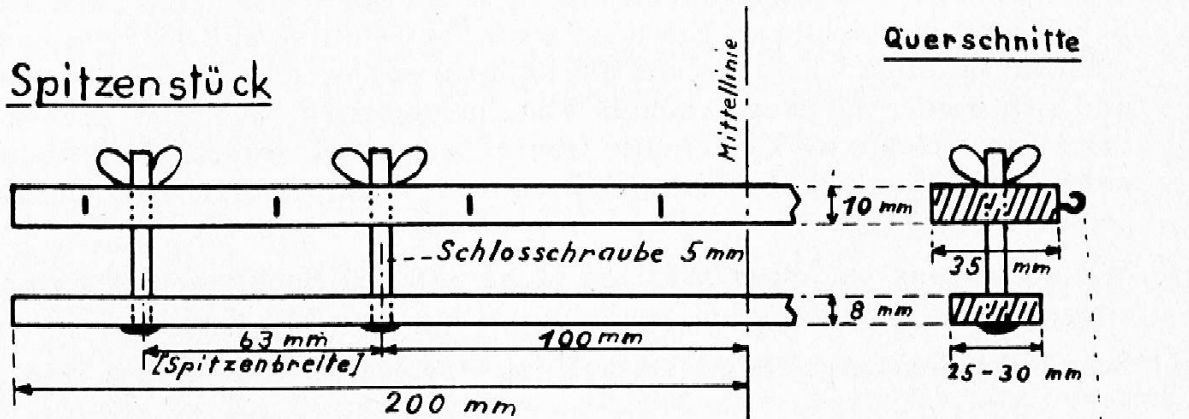 Spitzenstück
Mittellinie
Querschnitte
10 mm
35 mm
Schlosschraube 5 mm
8 mm
63 mm
[Spitzenbreite]
100 mm
25-30 mm
200 mm